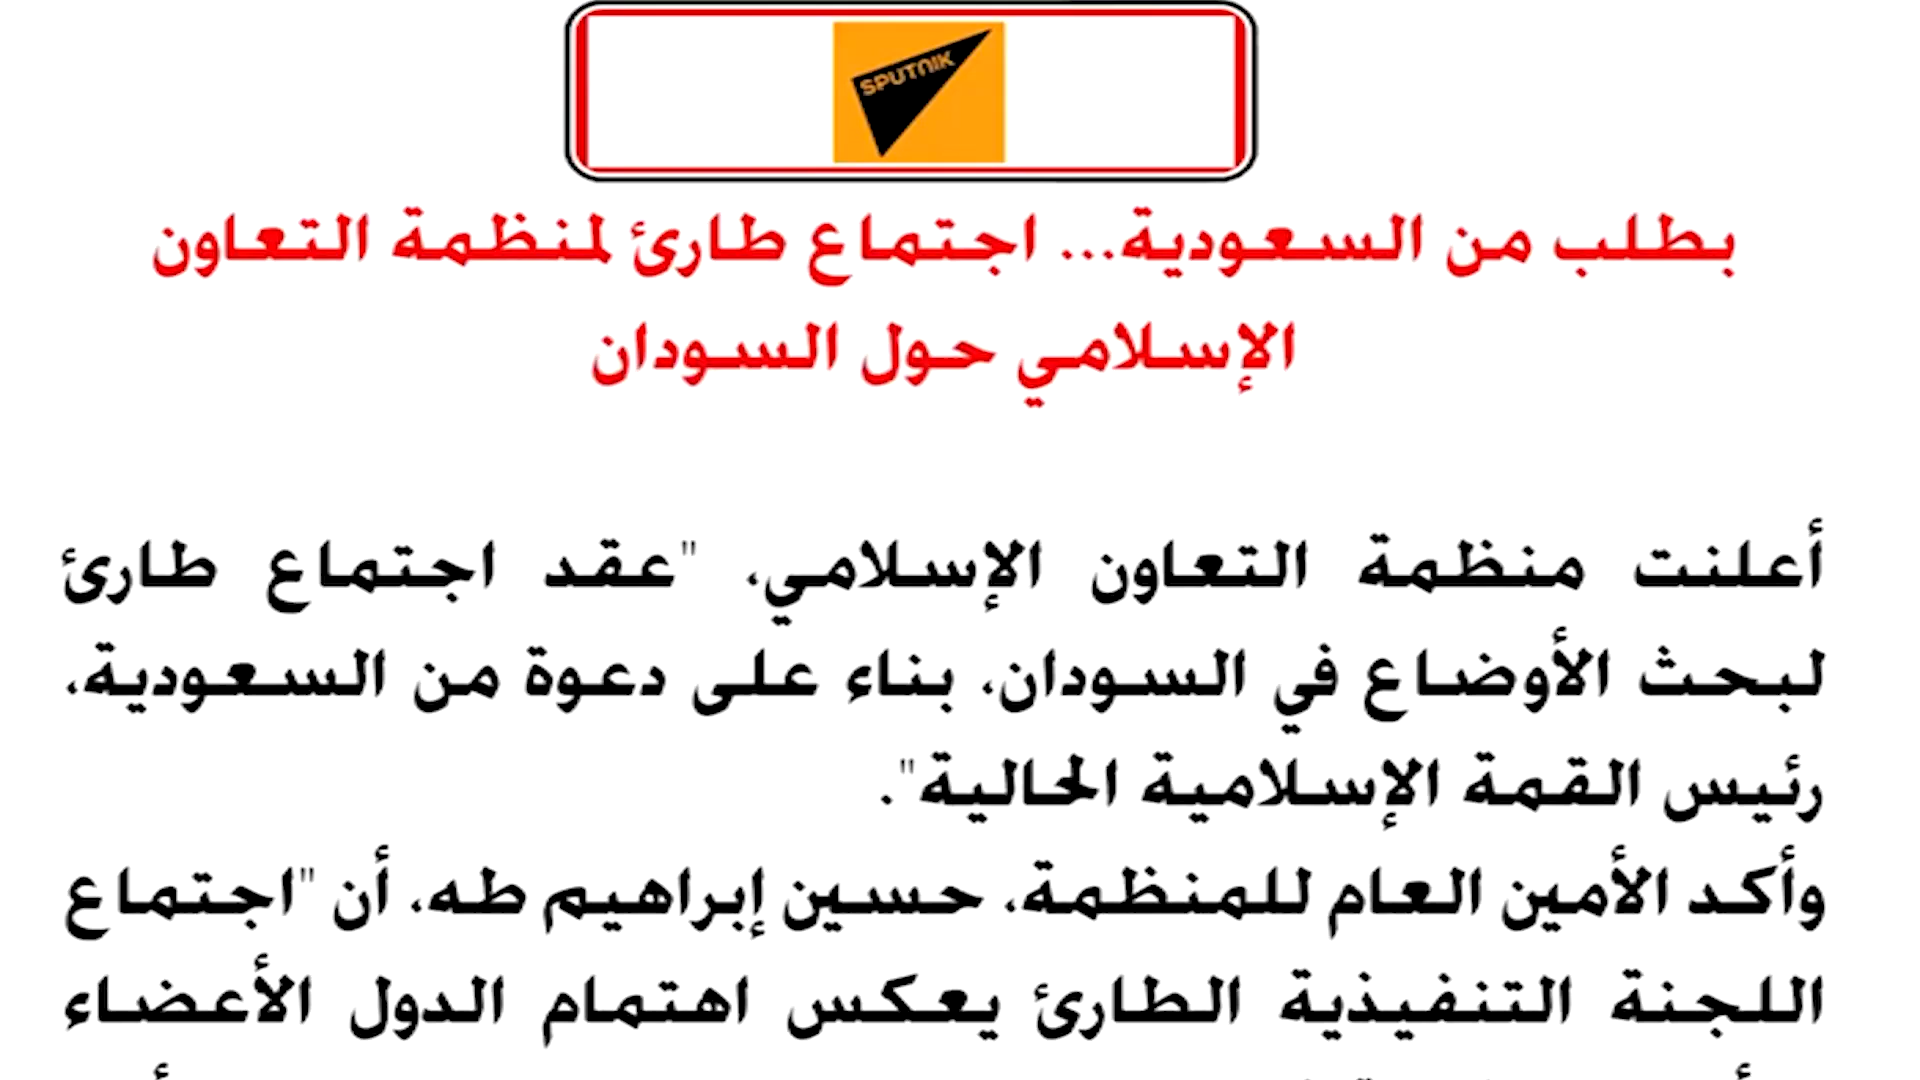 SPUTNIK
بطلب من السعودية... اجتماع طارئ لمنظمة التعاون
الإسلامي حول السودان
أعلنت منظمة التعاون الإسلامي، "عقد اجتماع طارئ
لبحث الأوضاع في السودان، بناء على دعوة من السعودية،
رئيس القمة الإسلامية الحالية".
وأكد الأمين العام للمنظمة، حسين إبراهيم طه، أن "اجتماع
اللجنة التنفيذية الطارئ يعكس اهتمام الدول الأعضاء